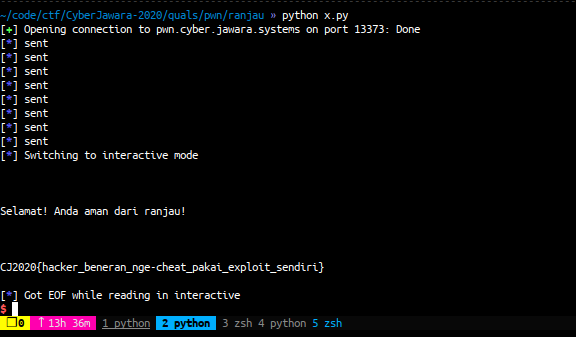 ~/code/ctf/CyberJawara-2020/quals/pwn/ranjau » python x.py
[+] Opening connection to pwn.cyber.jawara.systems on port 13373: Done
[*] sent
[*] sent
[*] sent
[*] sent
[*] sent
[*] sent
[*] sent
[*] sent
[*] Switching to interactive mode
Selamat! Anda aman dari ranjau!
CJ2020{hacker_beneran_nge-cheat_pakai_exploit_sendiri}
[*] Got EOF while reading in interactive
$
❐ 0 ↑ 13h 36m 1 python 2 python 3 zsh 4 python 5 zsh